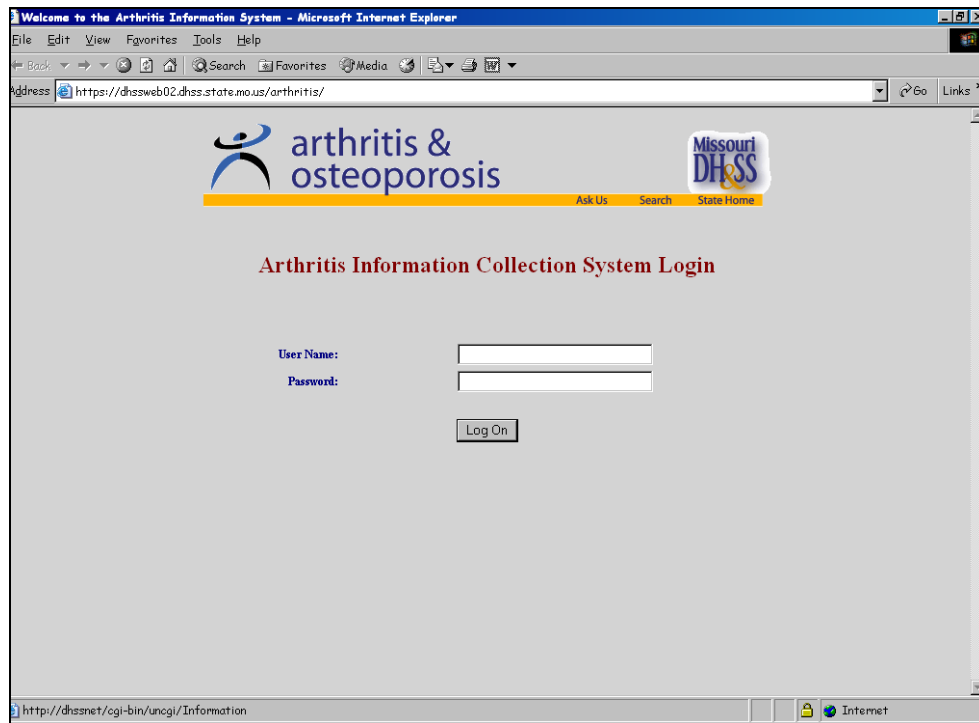 Welcome to the Arthritis Information System - Microsoft Internet Explorer
File Edit View Favorites Tools Help
Back Search Favorites Media
Address https://dhssweb02.dhss.state.mo.us/arthritis/ Go Links
arthritis &
osteoporosis
Missouri
DH&SS
Ask Us Search State Home
Arthritis Information Collection System Login
User Name:
Password:
Log On
http://dhssnet/cgi-bin/uncgi/Information Internet